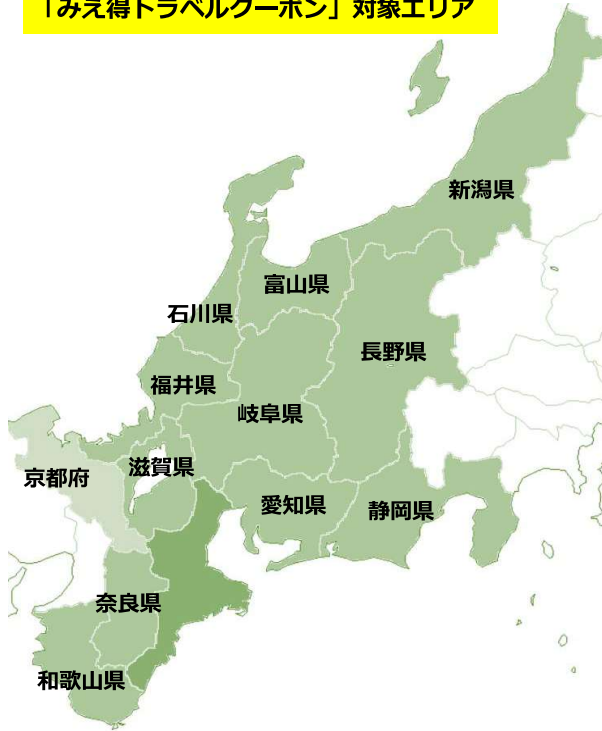 「みえ得トラベルクーポン」対象エリア
新潟県
富山県
石川県
長野県
福井県
岐阜県
滋賀県
京都府
愛知県
静岡県
奈良県
和歌山県